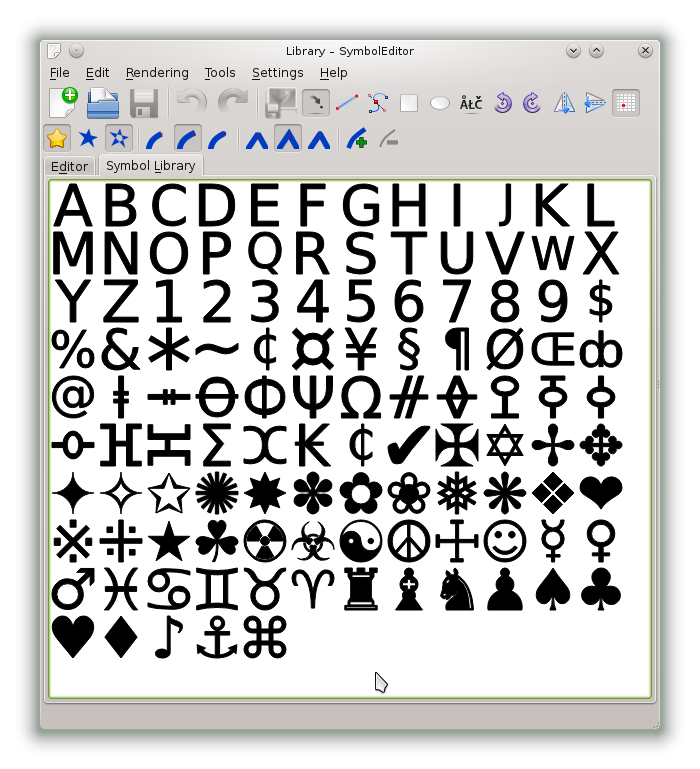 Library – SymbolEditor
File Edit Rendering Tools Settings Help
ÅŁČ
Editor Symbol Library
A B C D E F G H I J K L
M N O P Q R S T U V W X
Y Z 1 2 3 4 5 6 7 8 9 $
% & * ~ ¢ ¤ ¥ § ¶ Ø Œ ȸ
@ ǂ Ɵ Φ Ψ Ω #
Σ ₭ ¢ ✔ ✠ ✡ ✢ ✥
✦ ✧ ✩ ✺ ✸ ✽ ✿ ❀ ❅ ❋ ❖ ❤
※ ⁜ ★ ☘ ☢ ☣ ☯ ☮ ☩ ☺ ☿ ♀
♂ ♓ ♋ ♊ ♉ ♈ ♜ ♝ ♞ ♟ ♠ ♣
♥ ♦ ♪ ⚓ ⌘